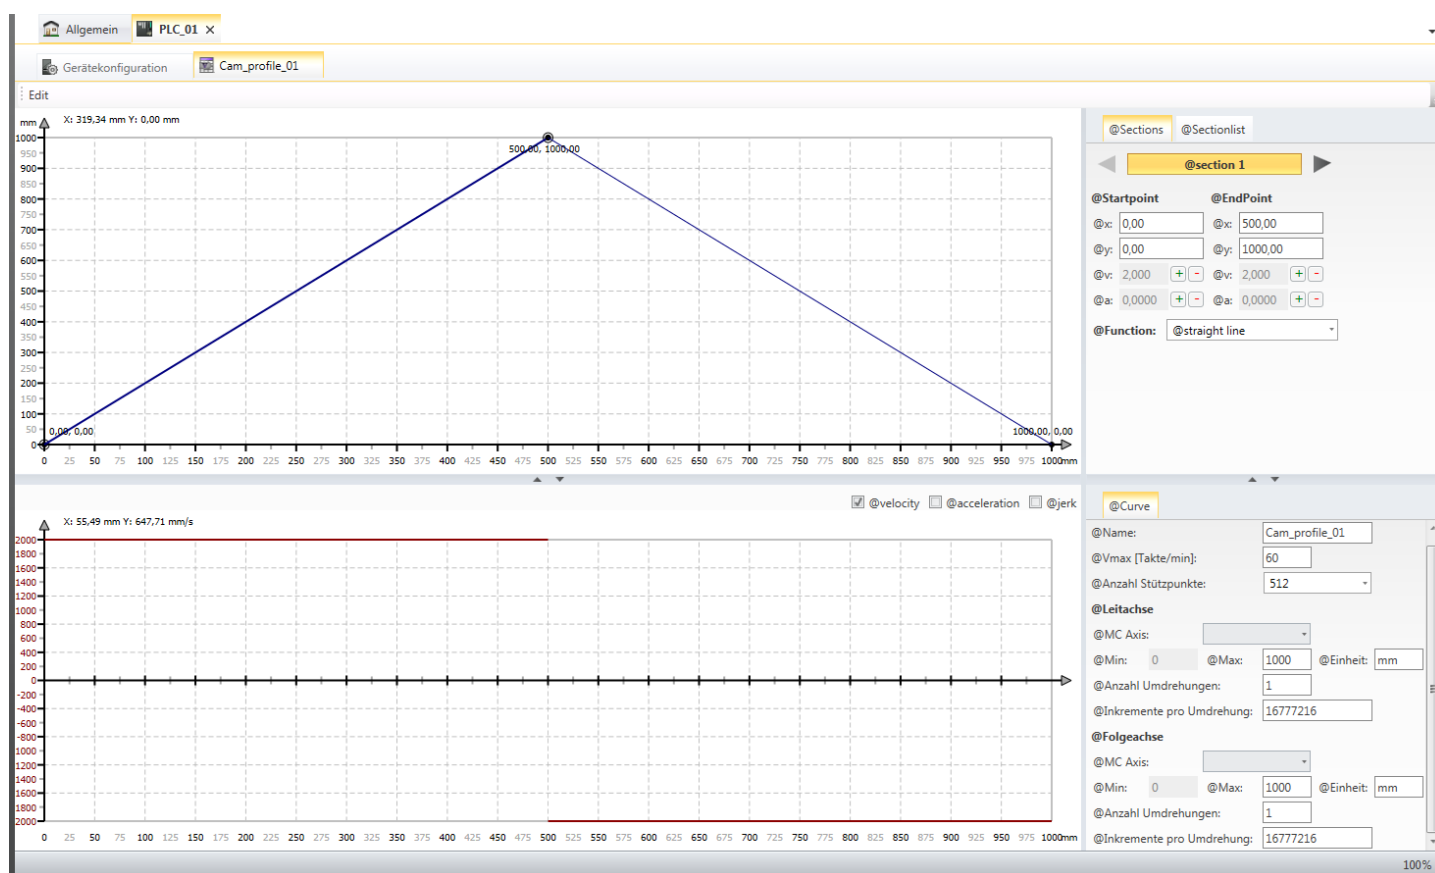 Allgemein PLC_01 ×
Gerätekonfiguration Cam_profile_01
Edit
mm X: 319,34 mm Y: 0,00 mm
1000
950
900
850
800
750
700
650
600
550
500
450
400
350
300
250
200
150
100
50
0
500,00, 1000,00
0,00, 0,00
1000,00, 0,00
0 25 50 75 100 125 150 175 200 225 250 275 300 325 350 375 400 425 450 475 500 525 550 575 600 625 650 675 700 725 750 775 800 825 850 875 900 925 950 975 1000mm
@Sections @Sectionlist
@section 1
@Startpoint @EndPoint
@x: 0,00 @x: 500,00
@y: 0,00 @y: 1000,00
@v: 2,000 + - @v: 2,000 + -
@a: 0,0000 + - @a: 0,0000 + -
@Function: @straight line
@velocity @acceleration @jerk
X: 55,49 mm Y: 647,71 mm/s
2000
1800
1600
1400
1200
1000
800
600
400
200
0
-200
-400
-600
-800
1000
1200
1400
1600
1800
2000
0 25 50 75 100 125 150 175 200 225 250 275 300 325 350 375 400 425 450 475 500 525 550 575 600 625 650 675 700 725 750 775 800 825 850 875 900 925 950 975 1000mm
@Curve
@Name: Cam_profile_01
@Vmax [Takte/min]: 60
@Anzahl Stützpunkte: 512
@Leitachse
@MC Axis:
@Min: 0 @Max: 1000 @Einheit: mm
@Anzahl Umdrehungen: 1
@Inkremente pro Umdrehung: 16777216
@Folgeachse
@MC Axis:
@Min: 0 @Max: 1000 @Einheit: mm
@Anzahl Umdrehungen: 1
@Inkremente pro Umdrehung: 16777216
100%